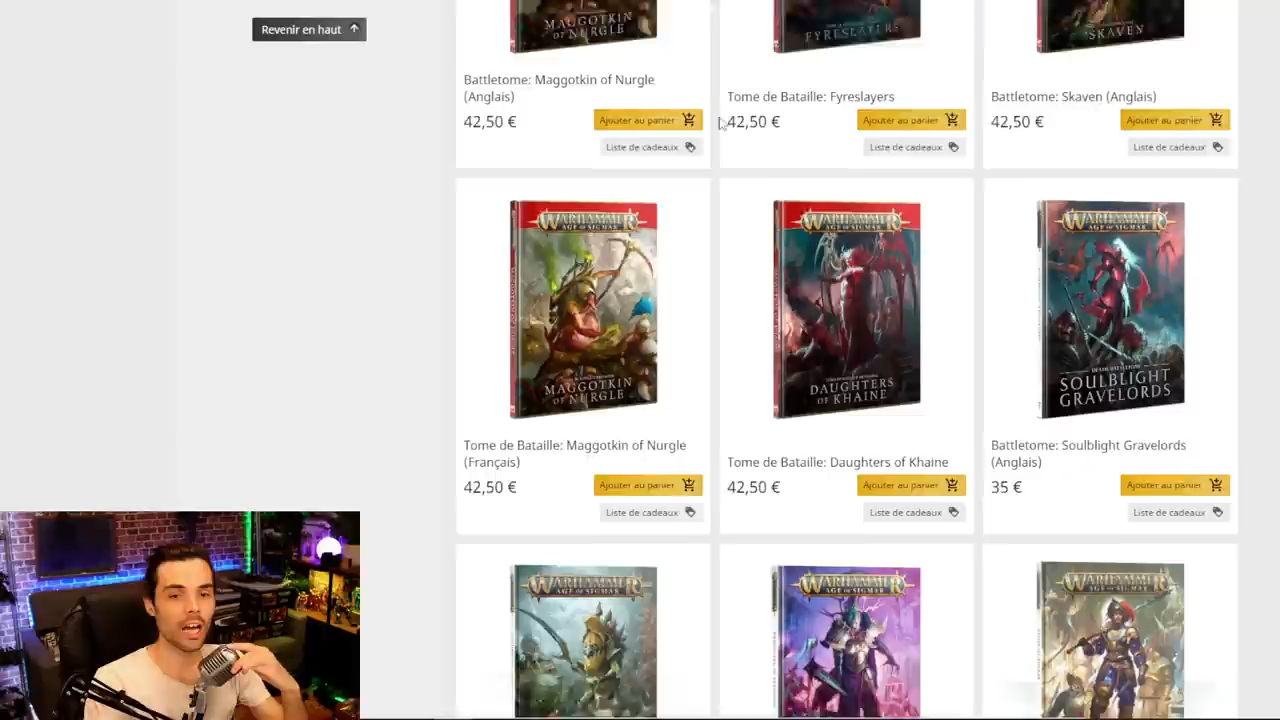 Revenir en haut
MAGGOTKIN
OF NURGLE
FYRESLAYERS
SKAVEN
Battletome: Maggotkin of Nurgle
(Anglais)
42,50 €
Ajouter au panier
Liste de cadeaux
Tome de Bataille: Fyreslayers
42,50 €
Ajouter au panier
Liste de cadeaux
Battletome: Skaven (Anglais)
42,50 €
Ajouter au panier
Liste de cadeaux
WARHAMMER
AGE OF SIGMAR
MAGGOTKIN
OF NURGLE
WARHAMMER
AGE OF SIGMAR
DAUGHTERS
OF KHAINE
WARHAMMER
AGE OF SIGMAR
SOULBLIGHT
GRAVELORDS
Tome de Bataille: Maggotkin of Nurgle
(Français)
42,50 €
Ajouter au panier
Liste de cadeaux
Tome de Bataille: Daughters of Khaine
42,50 €
Ajouter au panier
Liste de cadeaux
Battletome: Soulblight Gravelords
(Anglais)
35 €
Ajouter au panier
Liste de cadeaux
WARHAMMER
AGE OF SIGMAR
WARHAMMER
AGE OF SIGMAR
WARHAMMER
AGE OF SIGMAR